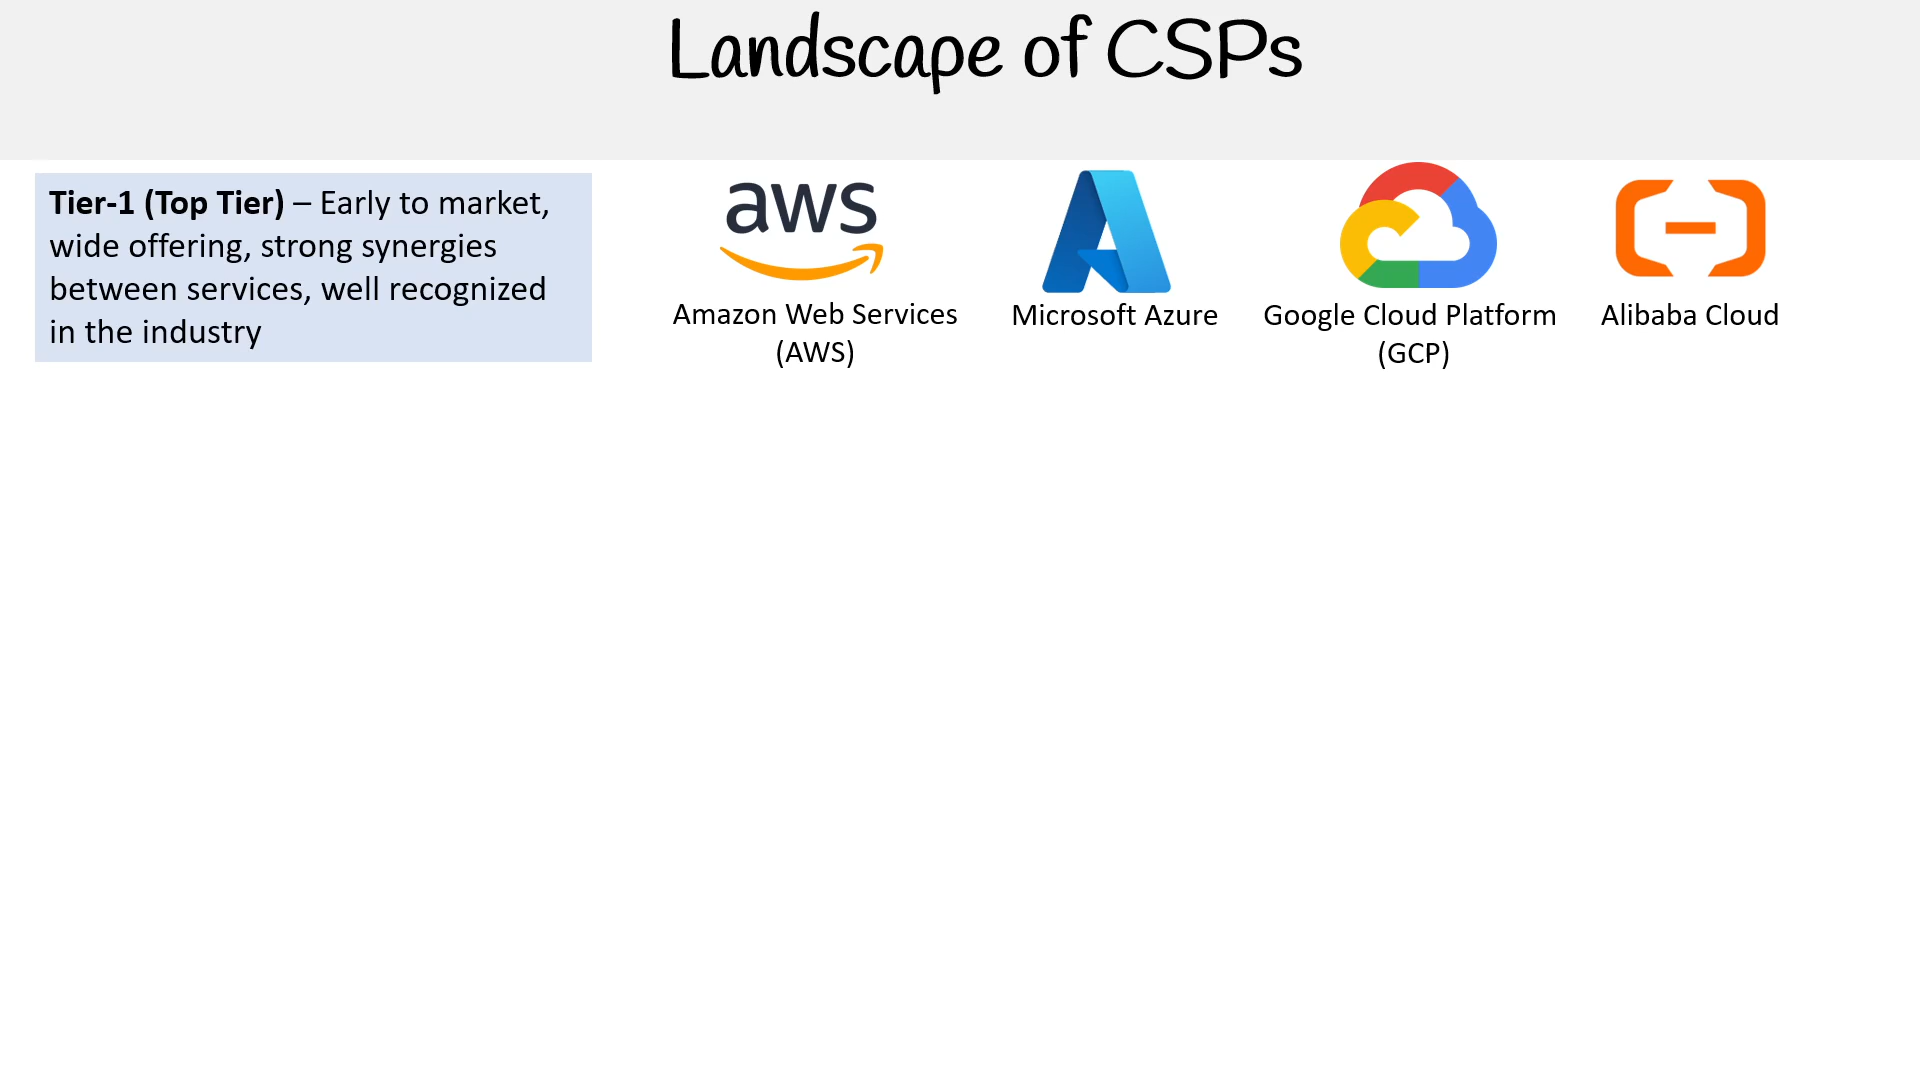 Landscape of CSPs
Tier-1 (Top Tier) – Early to market,
wide offering, strong synergies
between services, well recognized
in the industry
aws
Amazon Web Services
(AWS)
Microsoft Azure
Google Cloud Platform
(GCP)
Alibaba Cloud